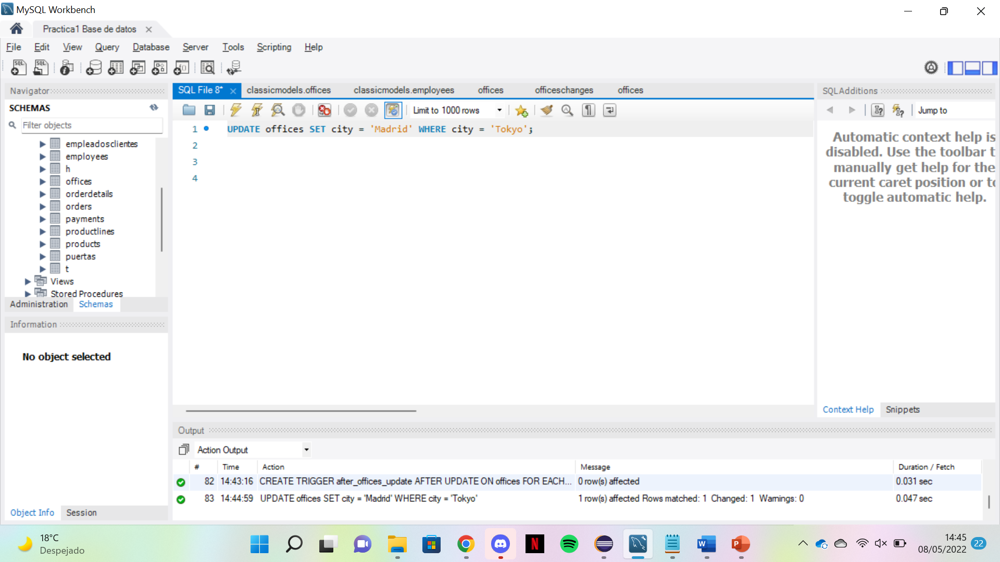 MySQL Workbench
Practica1 Base de datos
File Edit View Query Database Server Tools Scripting Help
Navigator
SCHEMAS
Filter objects
empleadosclientes
employees
h
offices
orderdetails
orders
payments
productlines
products
puertas
t
Views
Stored Procedures
Administration Schemas
Information
No object selected
Object Info Session
SQL File 8* classicmodels.offices classicmodels.employees offices officeschanges offices
Limit to 1000 rows
1 UPDATE offices SET city = 'Madrid' WHERE city = 'Tokyo';
2
3
4
SQLAdditions
Jump to
Automatic context help is
disabled. Use the toolbar t
manually get help for the
current caret position or to
toggle automatic help.
Context Help Snippets
Output
Action Output
# Time Action Message Duration / Fetch
82 14:43:16 CREATE TRIGGER after_offices_update AFTER UPDATE ON offices FOR EACH... 0 row(s) affected 0.031 sec
83 14:44:59 UPDATE offices SET city = 'Madrid' WHERE city = 'Tokyo' 1 row(s) affected Rows matched: 1 Changed: 1 Warnings: 0 0.047 sec
18°C
Despejado
14:45
08/05/2022
22